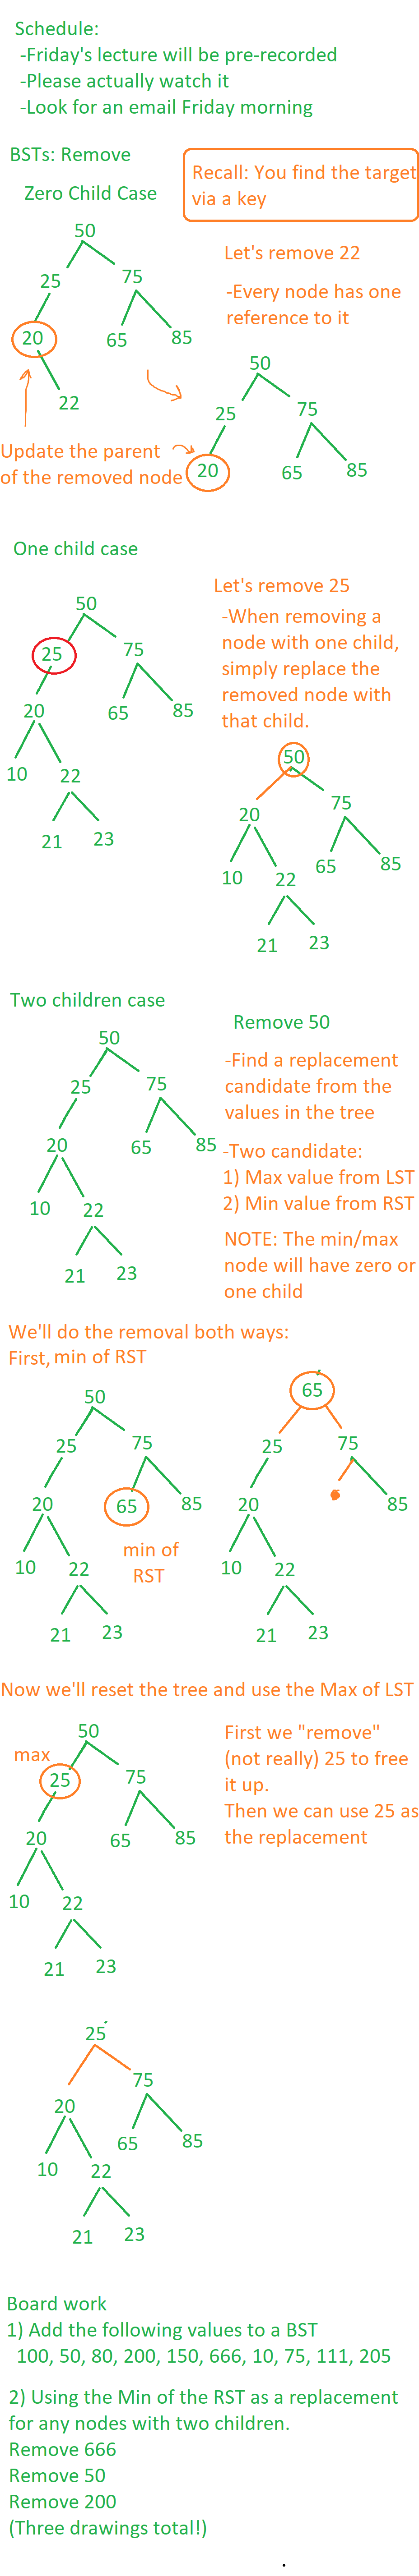 Schedule:
-Friday's lecture will be pre-recorded
-Please actually watch it
-Look for an email Friday morning
BSTs: Remove
Recall: You find the target
via a key
Zero Child Case
50
25 75
20 65 85
22
Let's remove 22
-Every node has one
reference to it
50
25 75
20 65 85
Update the parent
of the removed node
One child case
Let's remove 25
50
25 75
20 65 85
10 22
21 23
-When removing a
node with one child,
simply replace the
removed node with
that child.
50
20 75
10 22 65 85
21 23
Two children case
Remove 50
50
25 75
20 65 85
10 22
21 23
-Find a replacement
candidate from the
values in the tree
-Two candidate:
1) Max value from LST
2) Min value from RST
NOTE: The min/max
node will have zero or
one child
We'll do the removal both ways:
First, min of RST
50
25 75
20 65 85
10 22
21 23
min of
RST
65
25 75
20 85
10 22
21 23
Now we'll reset the tree and use the Max of LST
max
50
25 75
20 65 85
10 22
21 23
First we "remove"
(not really) 25 to free
it up.
Then we can use 25 as
the replacement
25
20 75
10 22 65 85
21 23
Board work
1) Add the following values to a BST
100, 50, 80, 200, 150, 666, 10, 75, 111, 205
2) Using the Min of the RST as a replacement
for any nodes with two children.
Remove 666
Remove 50
Remove 200
(Three drawings total!)